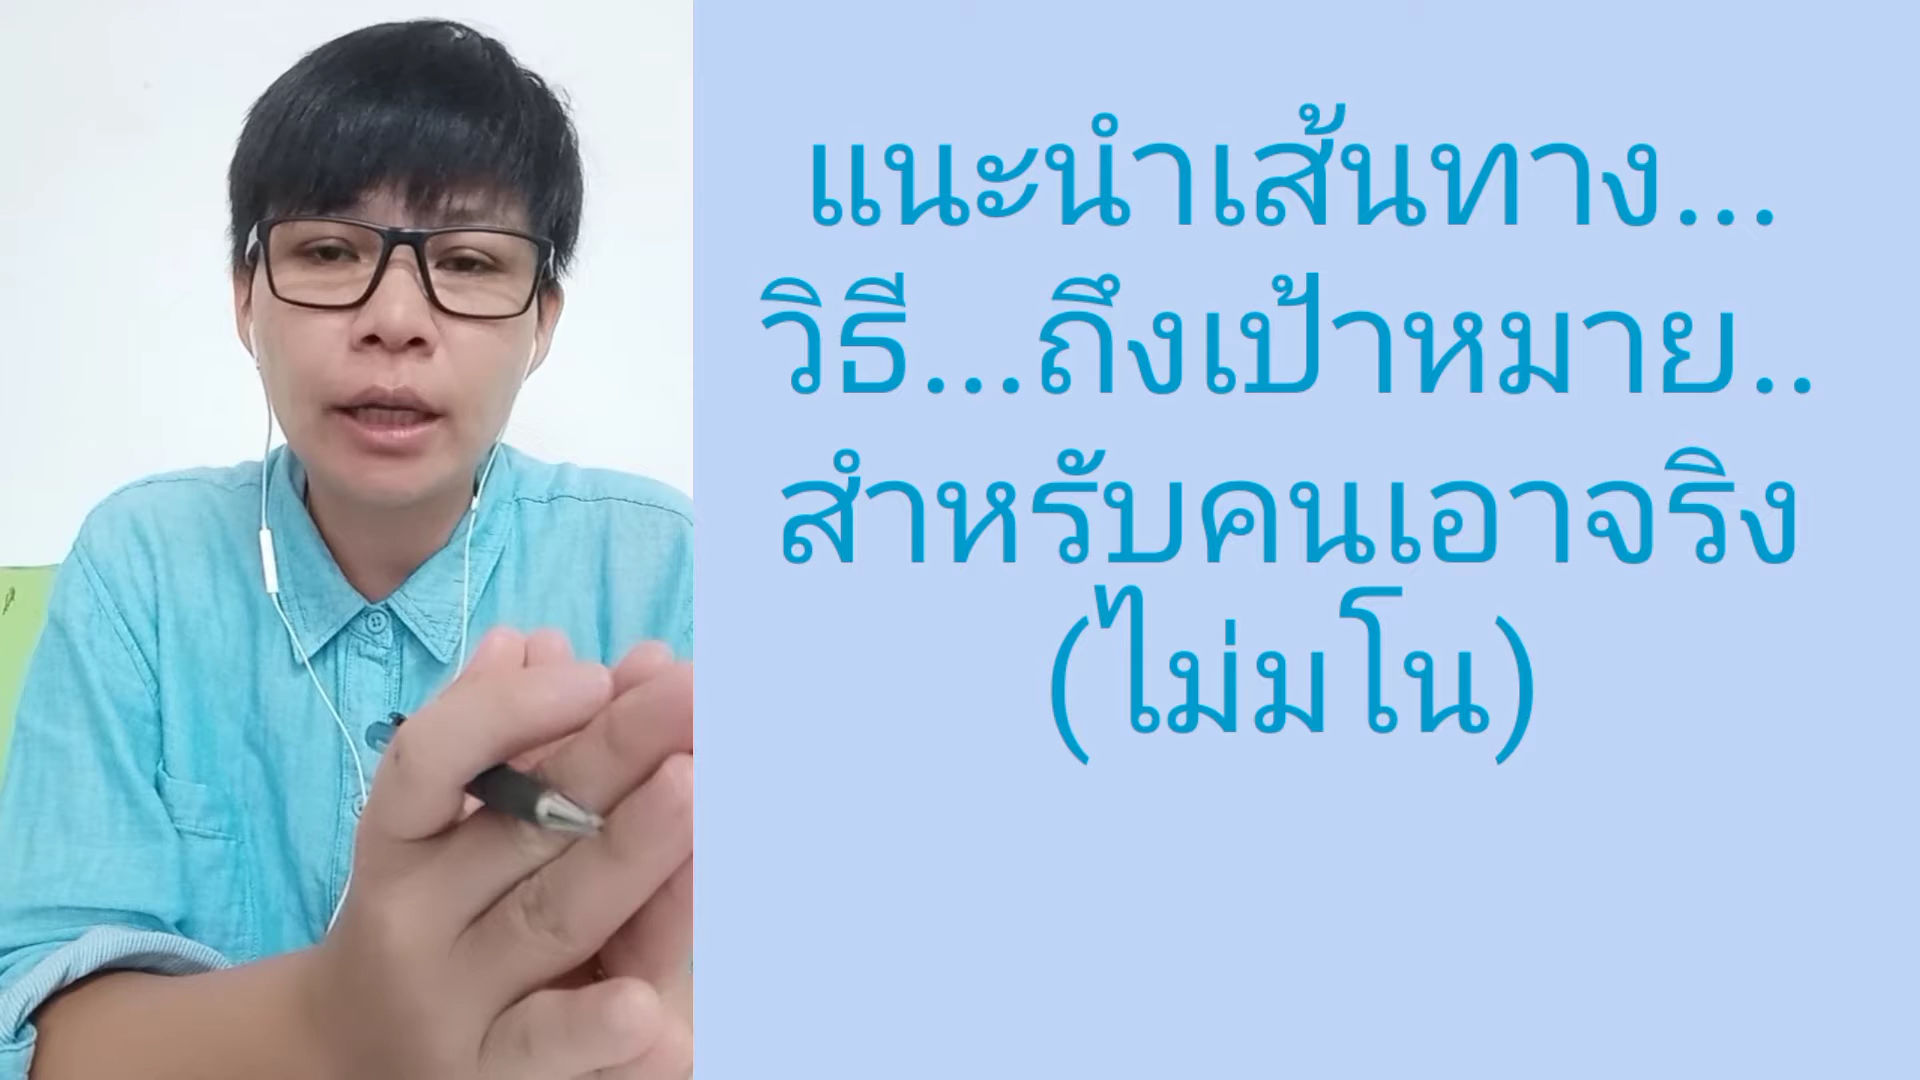 แนะนำเส้นทาง...
วิธี...ถึงเป้าหมาย..
สำหรับคนเอาจริง
(ไม่มโน)